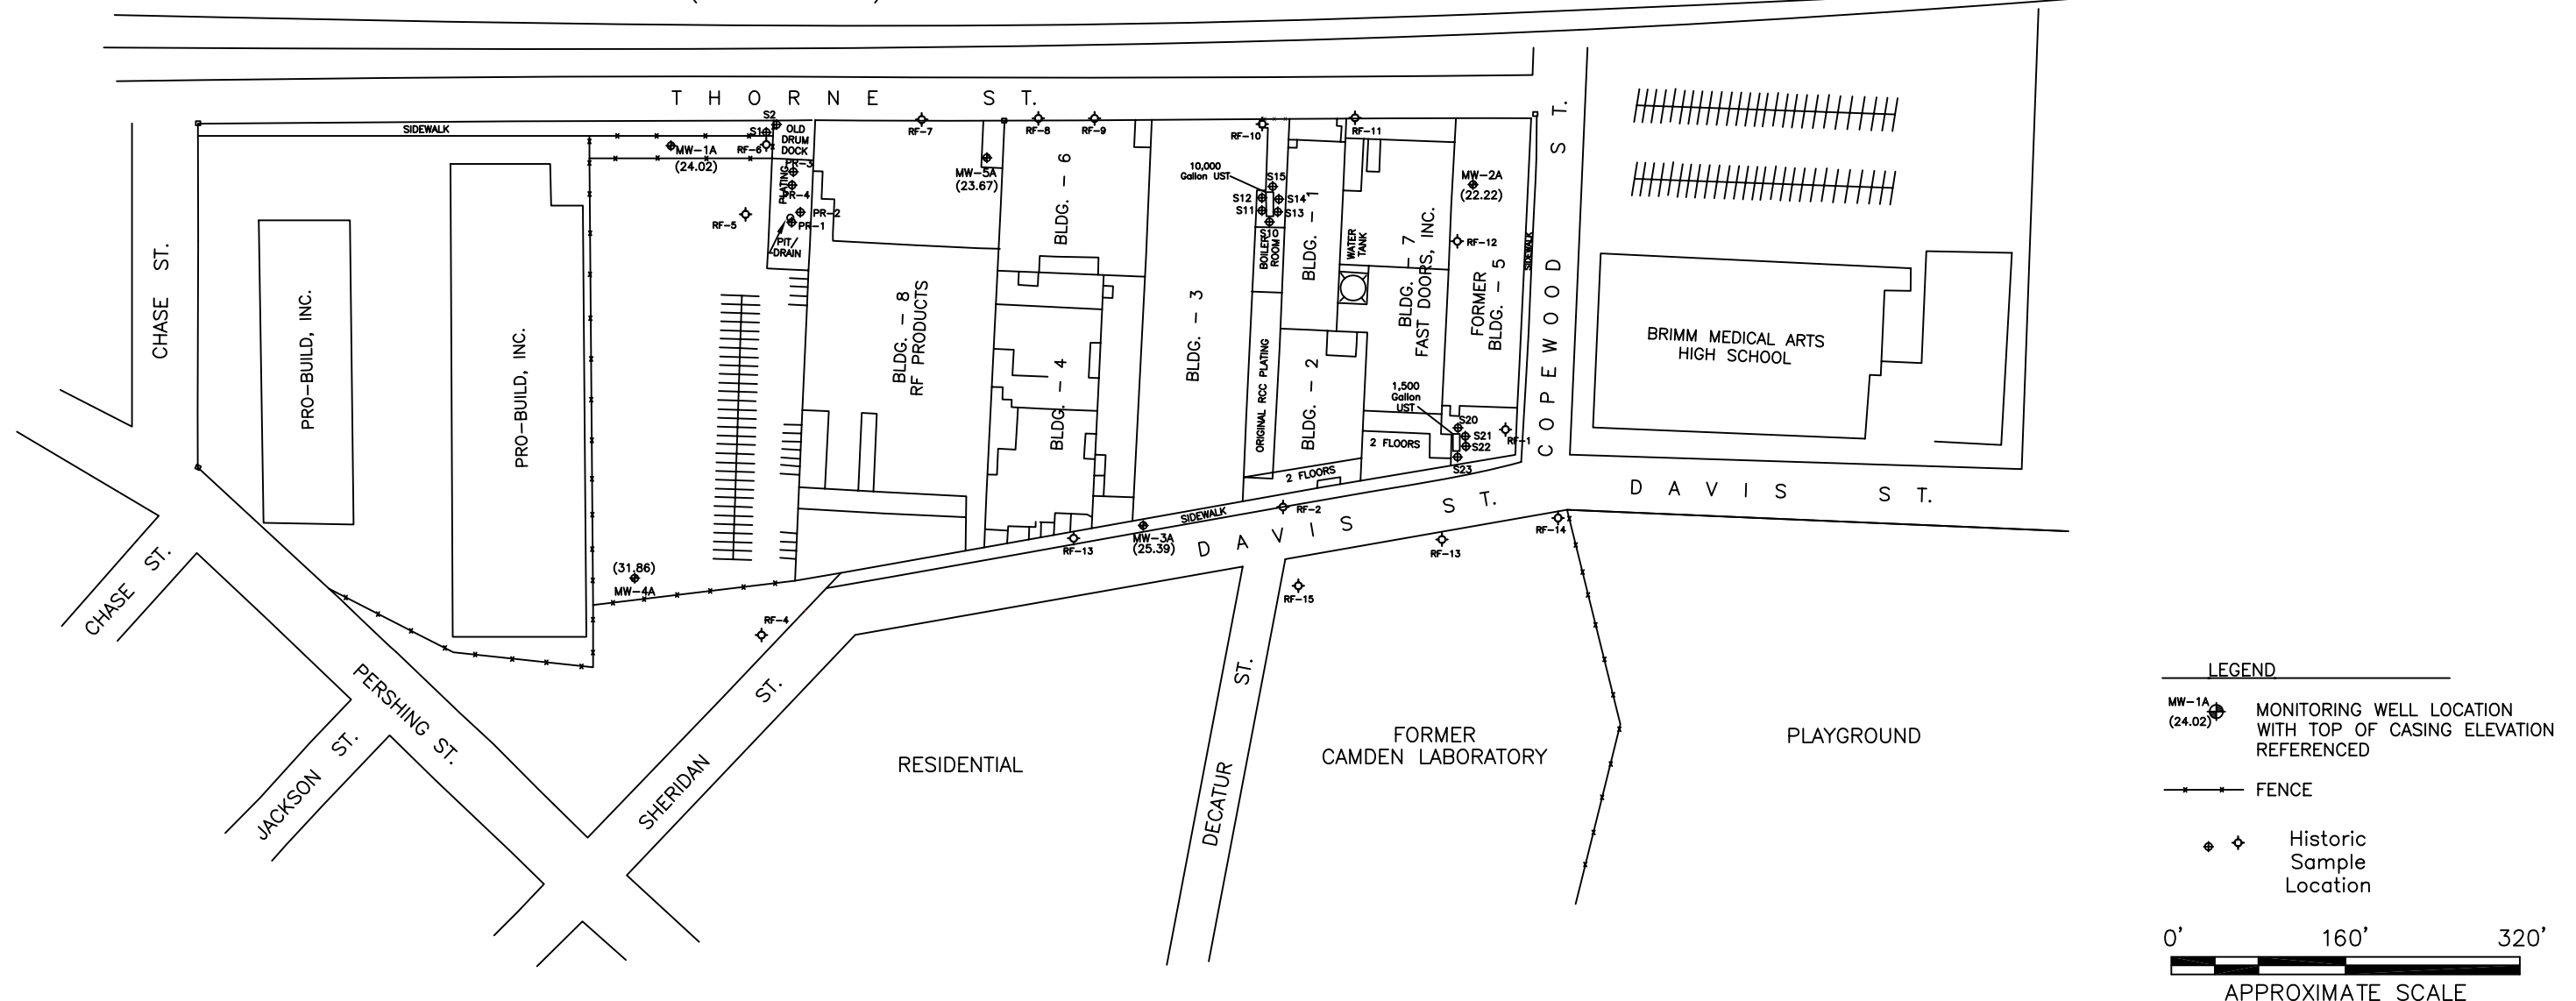 THORNE ST.
SIDEWALK
S2
S1
OLD
DRUM
DOCK
RF-6
MW-1A
(24.02)
RF-7
RF-8
RF-9
RF-10
RF-11
PR-3
PLATING
PR-4
PR-2
PR-1
PIT/
DRAIN
RF-5
MW-5A
(23.67)
BLDG. - 6
10,000
Gallon UST
S15
S12
S14
S11
S13
S10
BOILER
ROOM
BLDG. - 1
WATER
TANK
MW-2A
(22.22)
RF-12
SIDEWALK
COPEWOOD ST.
CHASE ST.
PRO-BUILD, INC.
PRO-BUILD, INC.
BLDG. - 8
RF PRODUCTS
BLDG. - 4
BLDG. - 3
ORIGINAL RCC PLATING
BLDG. - 2
BLDG. - 7
FAST DOORS, INC.
FORMER
BLDG. - 5
BRIMM MEDICAL ARTS
HIGH SCHOOL
1,500
Gallon
UST
S20
S21
S22
S23
RF-1
2 FLOORS
2 FLOORS
SIDEWALK
RF-2
DAVIS ST.
DAVIS ST.
MW-3A
(25.39)
RF-13
RF-13
RF-14
RF-15
(31.86)
MW-4A
RF-4
CHASE ST.
PERSHING ST.
JACKSON ST.
SHERIDAN ST.
DECATUR ST.
RESIDENTIAL
FORMER
CAMDEN LABORATORY
PLAYGROUND
LEGEND
MW-1A
(24.02)
MONITORING WELL LOCATION
WITH TOP OF CASING ELEVATION
REFERENCED
FENCE
Historic
Sample
Location
0' 160' 320'
APPROXIMATE SCALE